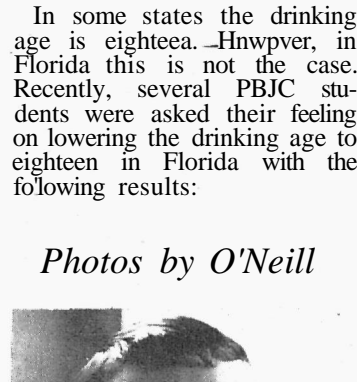 In some states the drinking
age is eighteea. Hnwpver, in
Florida this is not the case.
Recently, several PBJC stu-
dents were asked their feeling
on lowering the drinking age to
eighteen in Florida with the
fo'lowing results:
Photos by O'Neill